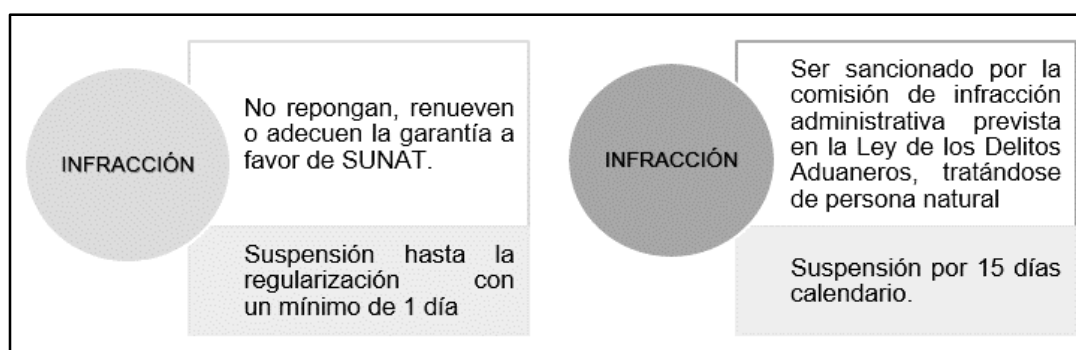 INFRACCIÓN
No repongan, renueven
o adecuen la garantía a
favor de SUNAT.
Suspensión hasta la
regularización con
un mínimo de 1 día
INFRACCIÓN
Ser sancionado por la
comisión de infracción
administrativa prevista
en la Ley de los Delitos
Aduaneros, tratándose
de persona natural
Suspensión por 15 días
calendario.